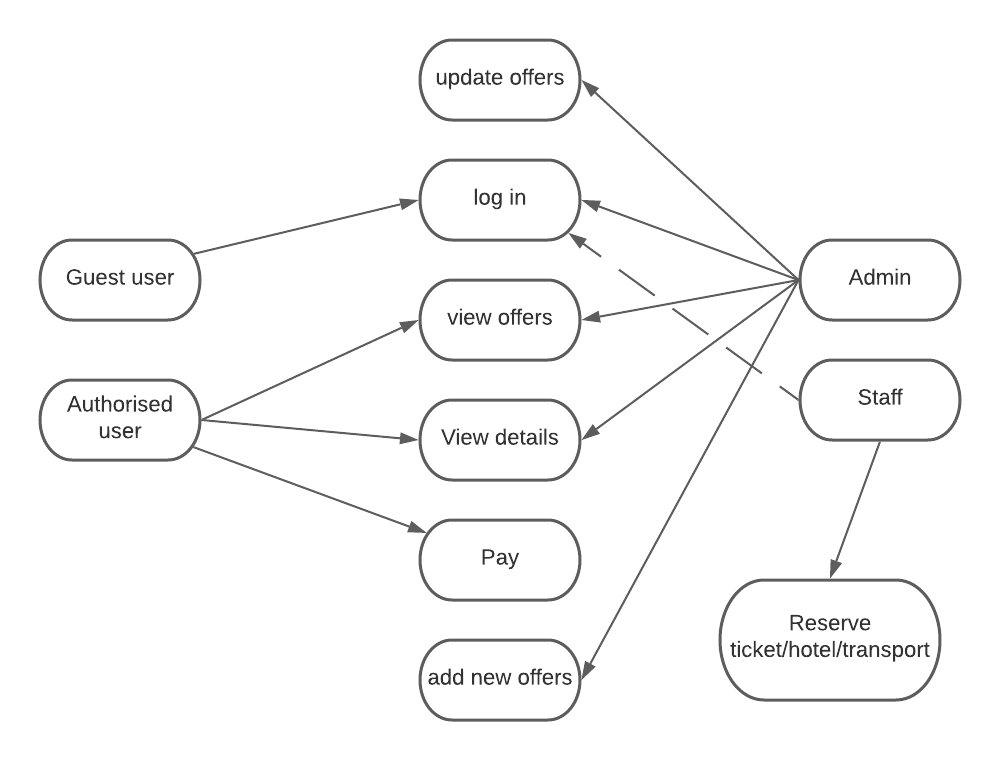 update offers
log in
Guest user
view offers
Admin
Authorised
user
View details
Staff
Pay
Reserve
ticket/hotel/transport
add new offers